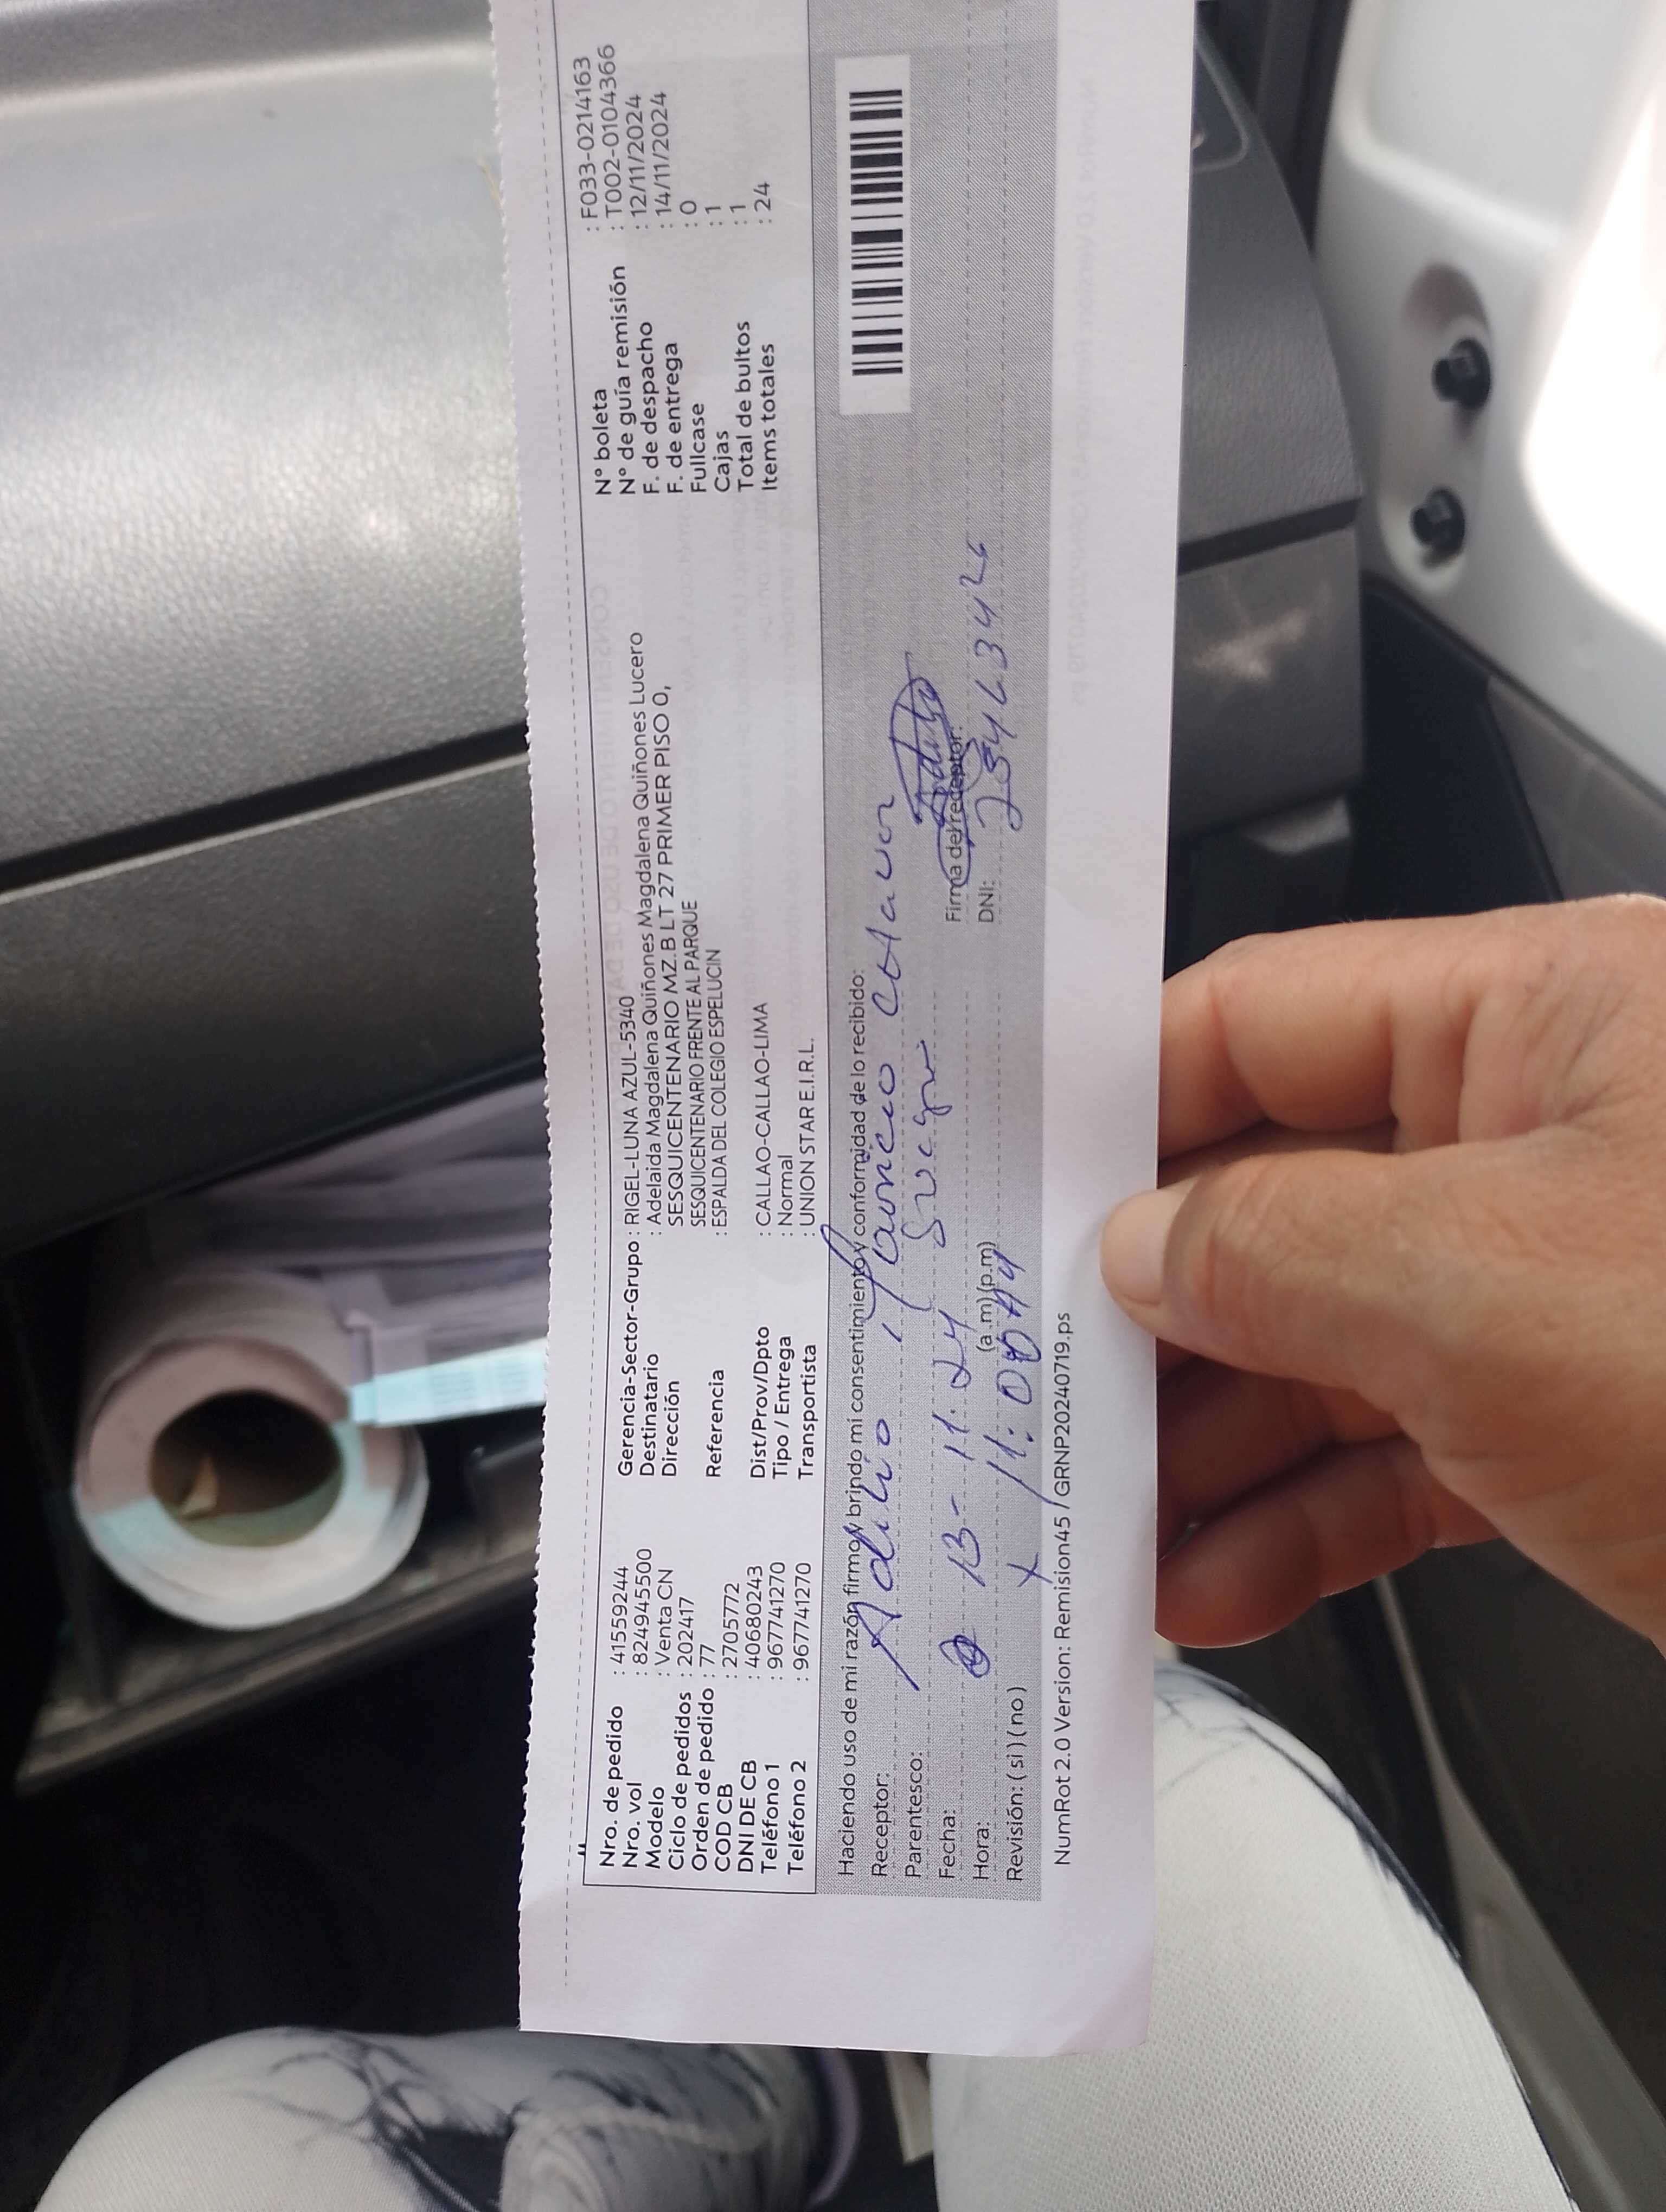 Nro. de pedido : 41559244
Nro. vol : 824945500
Modelo : Venta CN
Ciclo de pedidos : 202417
Orden de pedido : 77
COD CB : 2705772
DNI DE CB : 40680243
Teléfono 1 : 967741270
Teléfono 2 : 967741270
Gerencia-Sector-Grupo : RIGEL-LUNA AZUL-5340
Destinatario : Adelaida Magdalena Quiñones Magdalena Quiñones Lucero
Dirección SESQUICENTENARIO MZ. B LT 27 PRIMER PISO 0,
SESQUICENTENARIO FRENTE AL PARQUE
Referencia : ESPALDA DEL COLEGIO ESPELUCIN
Dist/Prov/Dpto : CALLAO-CALLAO-LIMA
Tipo / Entrega : Normal
Transportista : UNION STAR E.I.R.L.
N° boleta : F033-0214163
N° de guía remisión : T002-0104366
F. de despacho : 12/11/2024
F. de entrega : 14/11/2024
Fullcase : 0
Cajas : 1
Total de bultos : 1
Items totales : 24
Haciendo uso de mi razón firmo y brindo mi consentimiento y conformidad de lo recibido:
Receptor: Adilio
Parentesco: Suegro
Fecha: 13-11-24
Firma del receptor:
Hora: 11:00 (a.m) (p.m)
DNI:
Revisión: ( si ) ( no )
NumRot 2.0 Version: Remision45 / GRNP20240719.ps